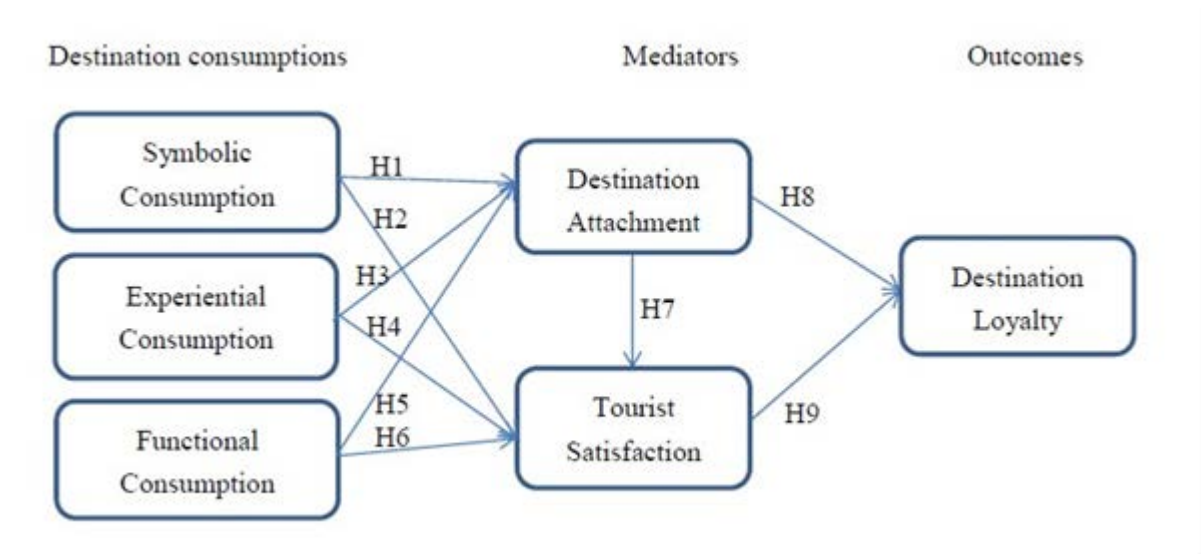 Destination consumptions
Mediators
Outcomes
Symbolic
Consumption
H1
H2
Destination
Attachment
H8
Experiential
Consumption
H3
H4
H7
Destination
Loyalty
Functional
Consumption
H5
H6
Tourist
Satisfaction
H9